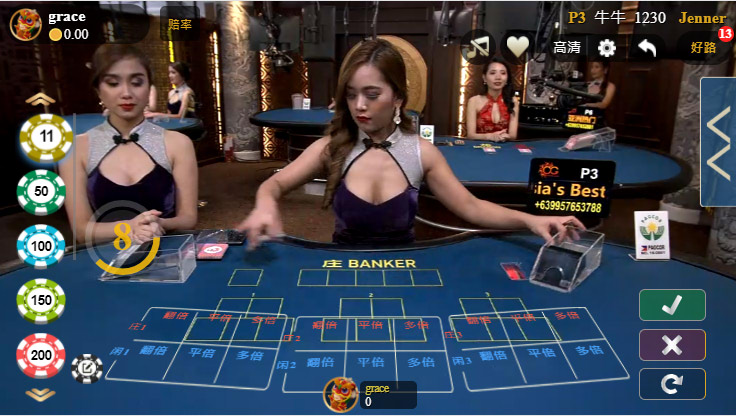 grace
0.00
赔率
P3 牛牛 1230 Jenner
高清
好路
13
11
50
100
150
200
8
P3
sia's Best
+639957653788
PAGCOR
庄 BANKER
1
2
3
庄1 翻倍 平倍 多倍
庄2 翻倍 平倍 多倍
庄3 翻倍 平倍 多倍
闲1 翻倍 平倍 多倍
闲2 翻倍 平倍 多倍
闲3 翻倍 平倍 多倍
grace
0